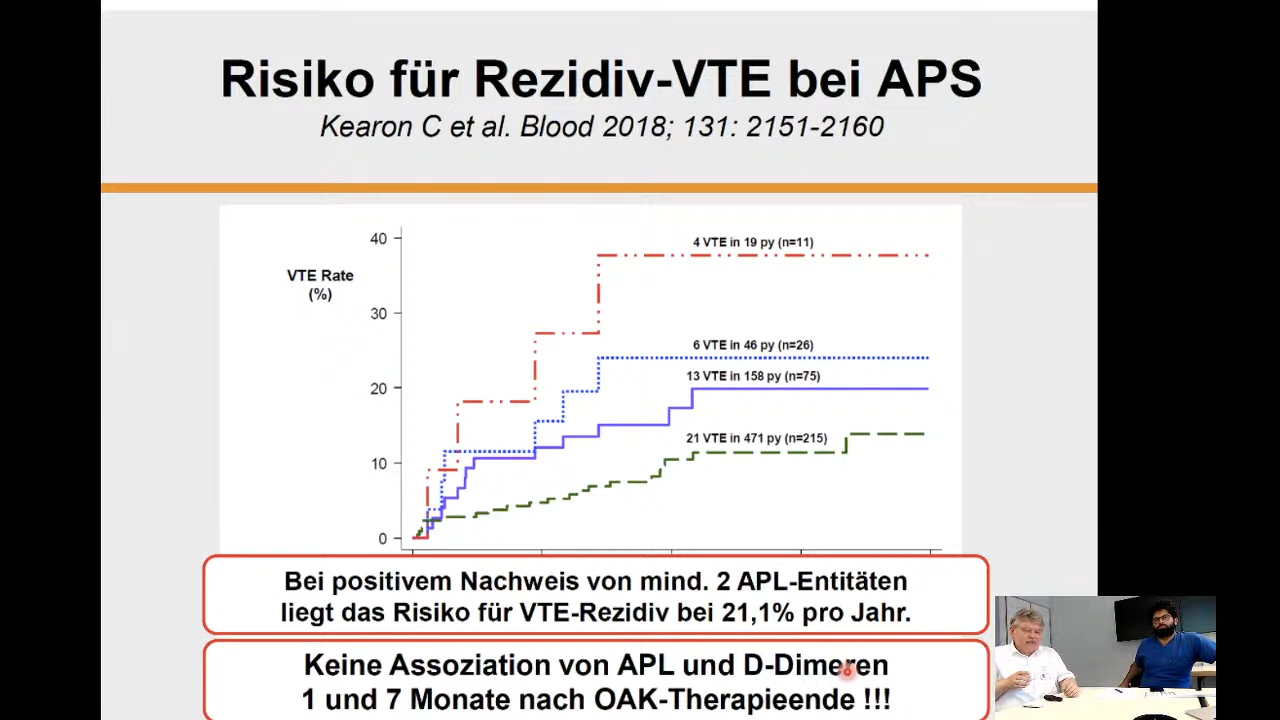 Risiko für Rezidiv-VTE bei APS
Kearon C et al. Blood 2018; 131: 2151-2160
40
30
20
10
0
VTE Rate
(%)
4 VTE in 19 py (n=11)
6 VTE in 46 py (n=26)
13 VTE in 158 py (n=75)
21 VTE in 471 py (n=215)
Bei positivem Nachweis von mind. 2 APL-Entitäten
liegt das Risiko für VTE-Rezidiv bei 21,1% pro Jahr.
Keine Assoziation von APL und D-Dimeren
1 und 7 Monate nach OAK-Therapieende !!!